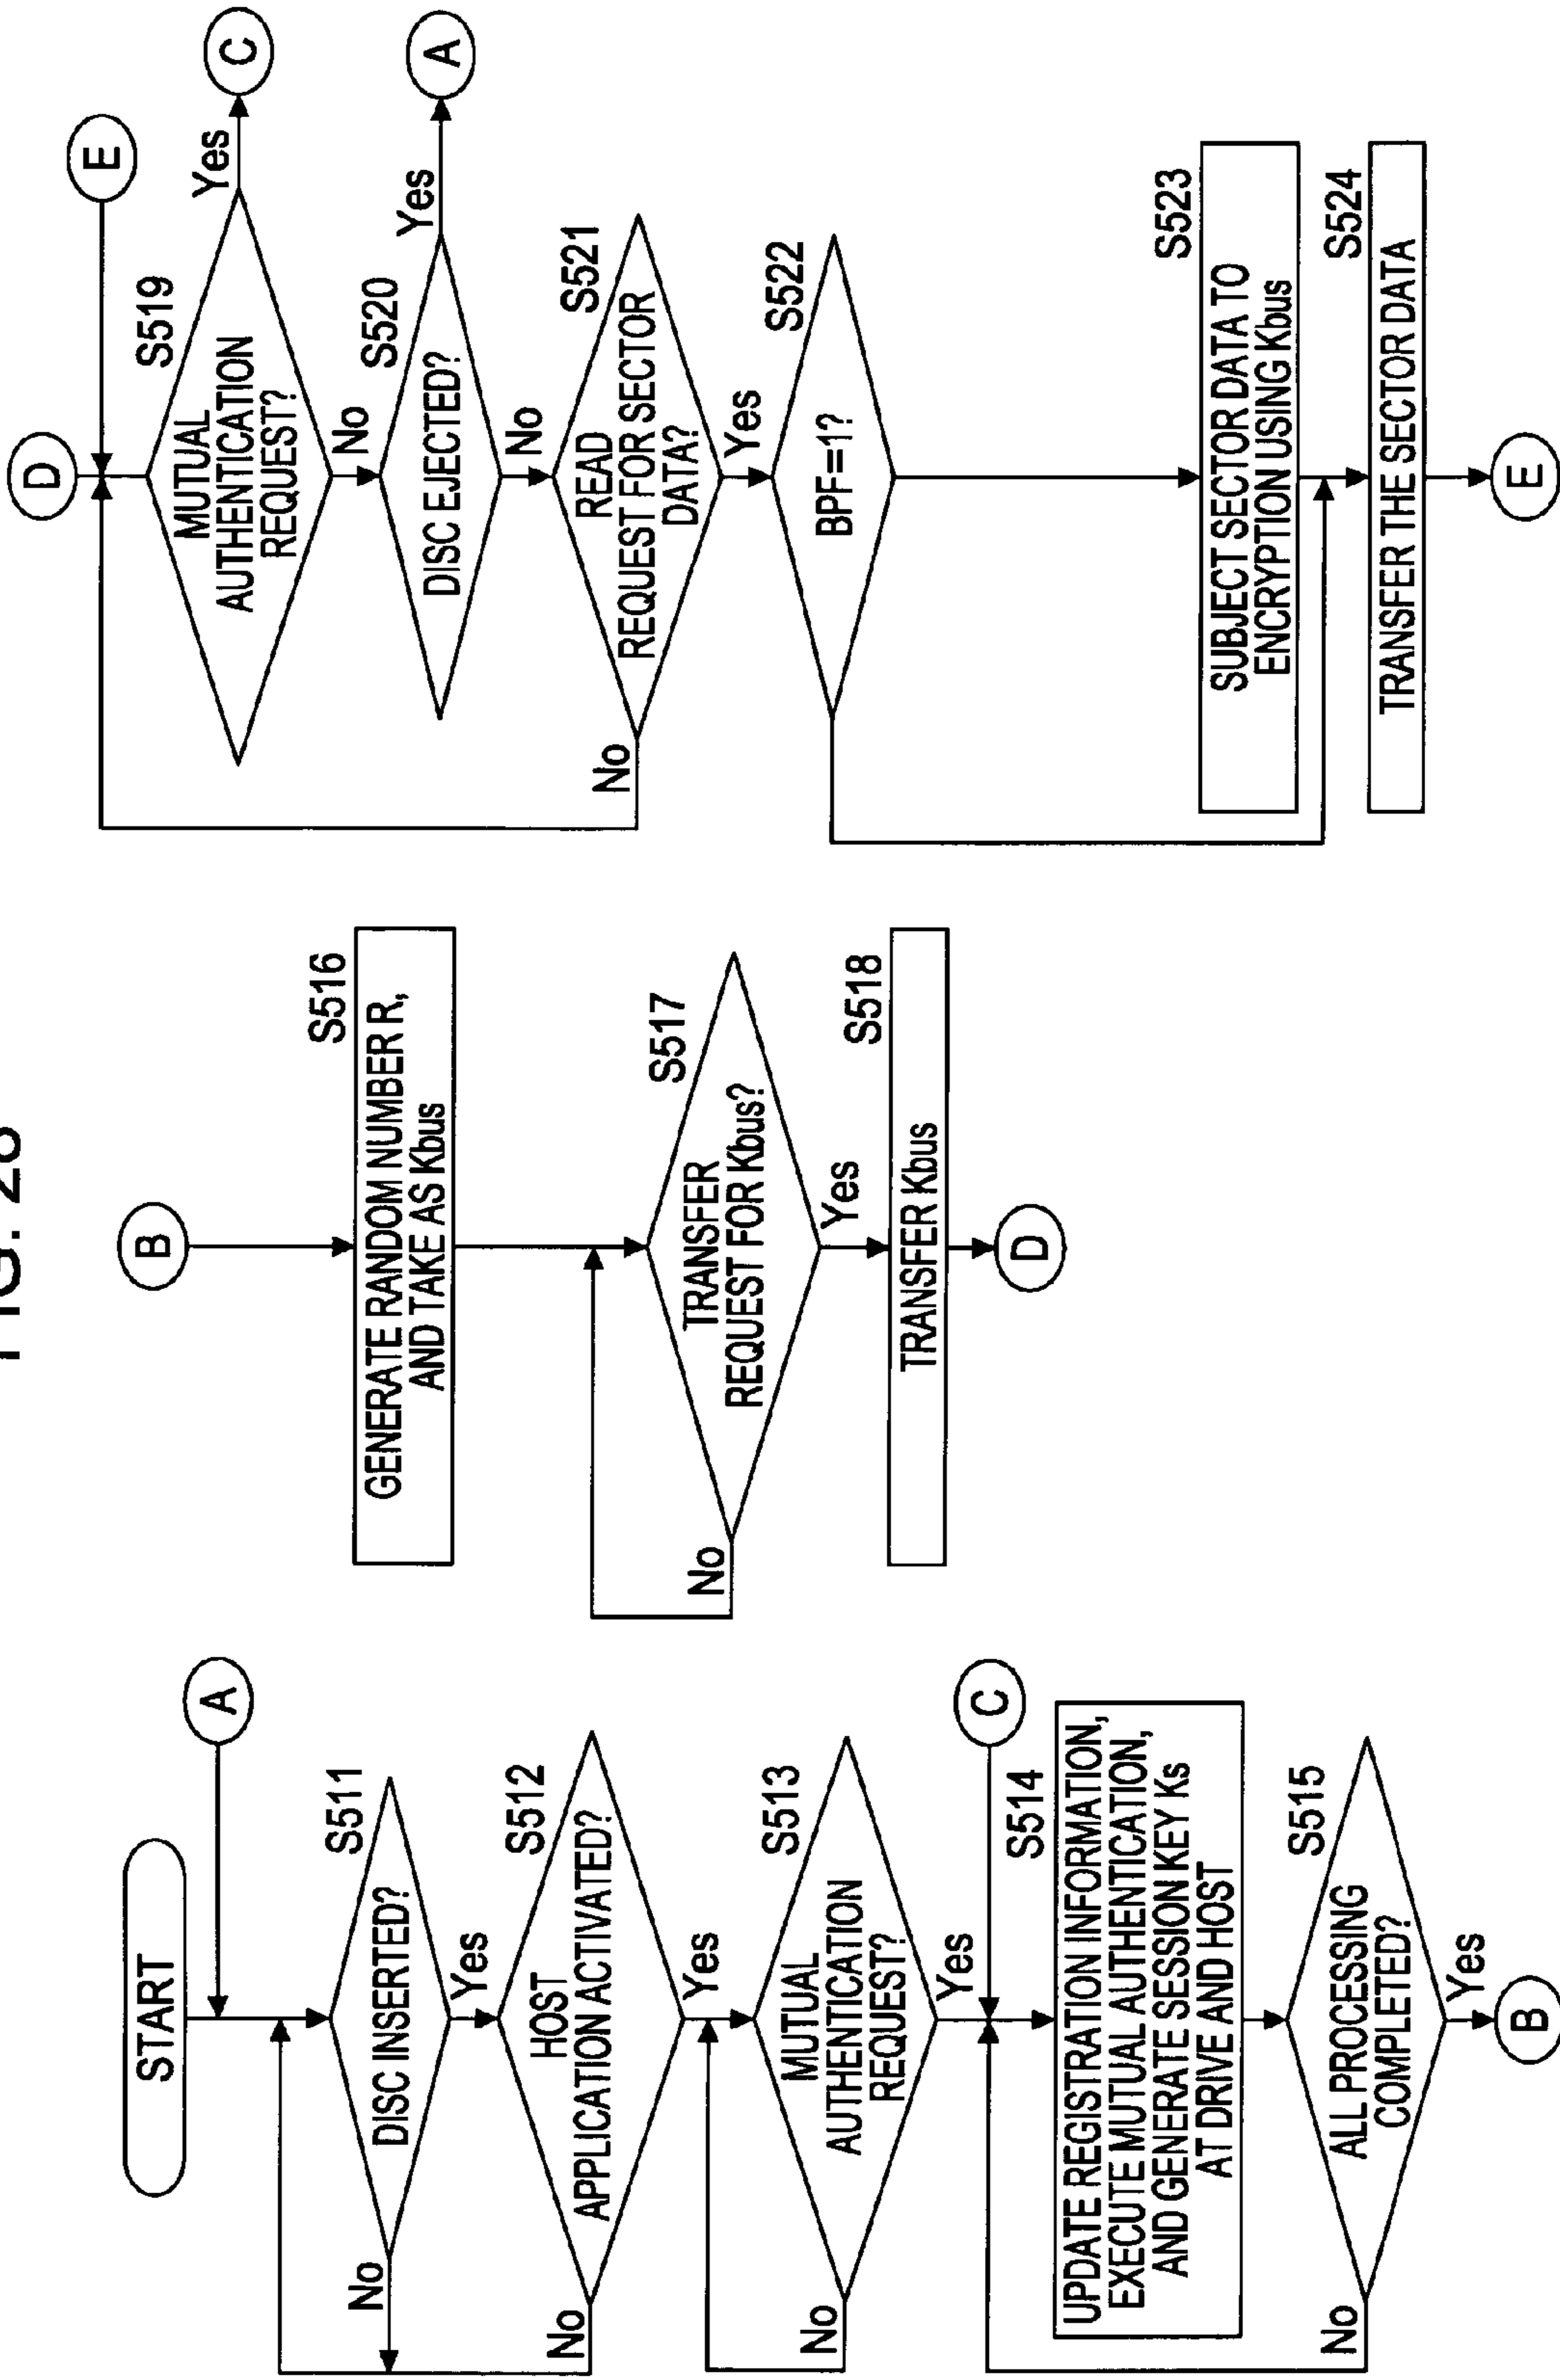 START
A
S511
DISC INSERTED?
No
Yes
S512
HOST
APPLICATION ACTIVATED?
No
Yes
S513
MUTUAL
AUTHENTICATION
REQUEST?
No
Yes
C
S514
UPDATE REGISTRATION INFORMATION,
EXECUTE MUTUAL AUTHENTICATION,
AND GENERATE SESSION KEY Ks
AT DRIVE AND HOST
S515
ALL PROCESSING
COMPLETED?
No
Yes
B
B
S516
GENERATE RANDOM NUMBER R,
AND TAKE AS Kbus
S517
TRANSFER
REQUEST FOR Kbus?
No
Yes
S518
TRANSFER Kbus
D
D
E
S519
MUTUAL
AUTHENTICATION
REQUEST?
Yes
C
No
S520
DISC EJECTED?
Yes
A
No
S521
READ
REQUEST FOR SECTOR
DATA?
No
Yes
S522
BPF=1?
S523
SUBJECT SECTOR DATA TO
ENCRYPTION USING Kbus
S524
TRANSFER THE SECTOR DATA
E